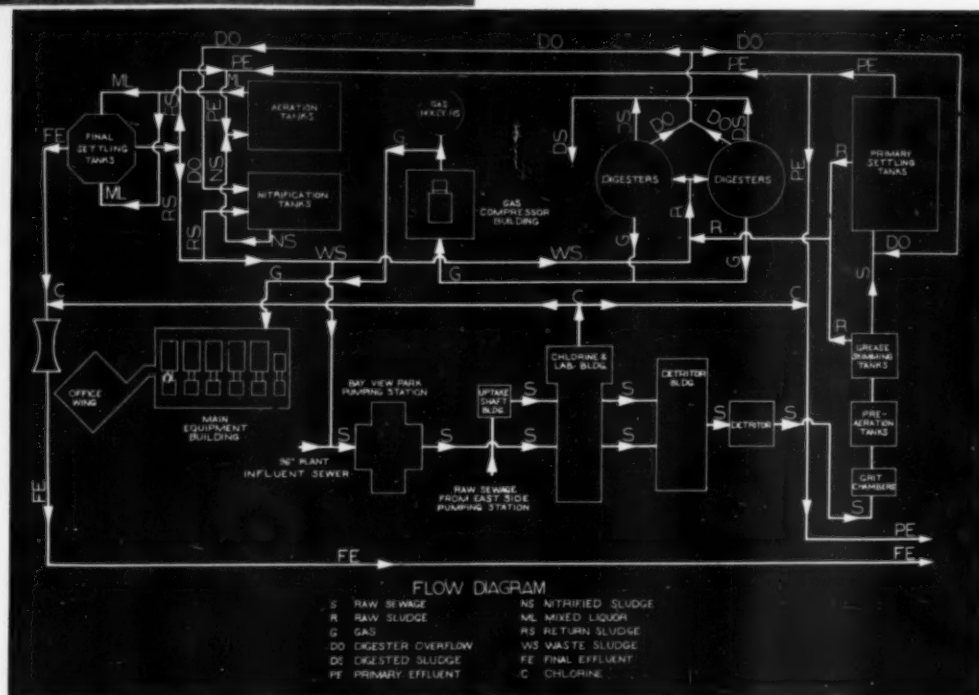 DO DO DO
PE PE PE
ML ML
RS PE
AERATION
TANKS
GAS
FE
FINAL
SETTLING
TANKS
DO NS
G
DS DS DO DO DS
PE
PRIMARY
SETTLING
TANKS
R
ML
RS
NITRIFICATION
TANKS
GAS
COMPRESSOR
BUILDING
DIGESTERS DIGESTERS
R R
RS NS
WS WS
G G G G
DO
S
C C C
R
OFFICE
WING
MAIN
EQUIPMENT
BUILDING
BAY VIEW PARK
PUMPING STATION
UPTAKE
SHAFT
BLDG
CHLORINE &
LAB. BLDG.
DETRITOR
BLDG
GREASE
SKIMMING
TANKS
S S
S S S S
DETRITOR
S S
PRE-
AERATION
TANKS
96" PLANT
INFLUENT SEWER
RAW SEWAGE
FROM EAST SIDE
PUMPING STATION
GRIT
CHAMBERS
S
FE
PE
FE FE
FLOW DIAGRAM
S RAW SEWAGE
R RAW SLUDGE
G GAS
DO DIGESTER OVERFLOW
DS DIGESTED SLUDGE
PE PRIMARY EFFLUENT
NS NITRIFIED SLUDGE
ML MIXED LIQUOR
RS RETURN SLUDGE
WS WASTE SLUDGE
FE FINAL EFFLUENT
C CHLORINE